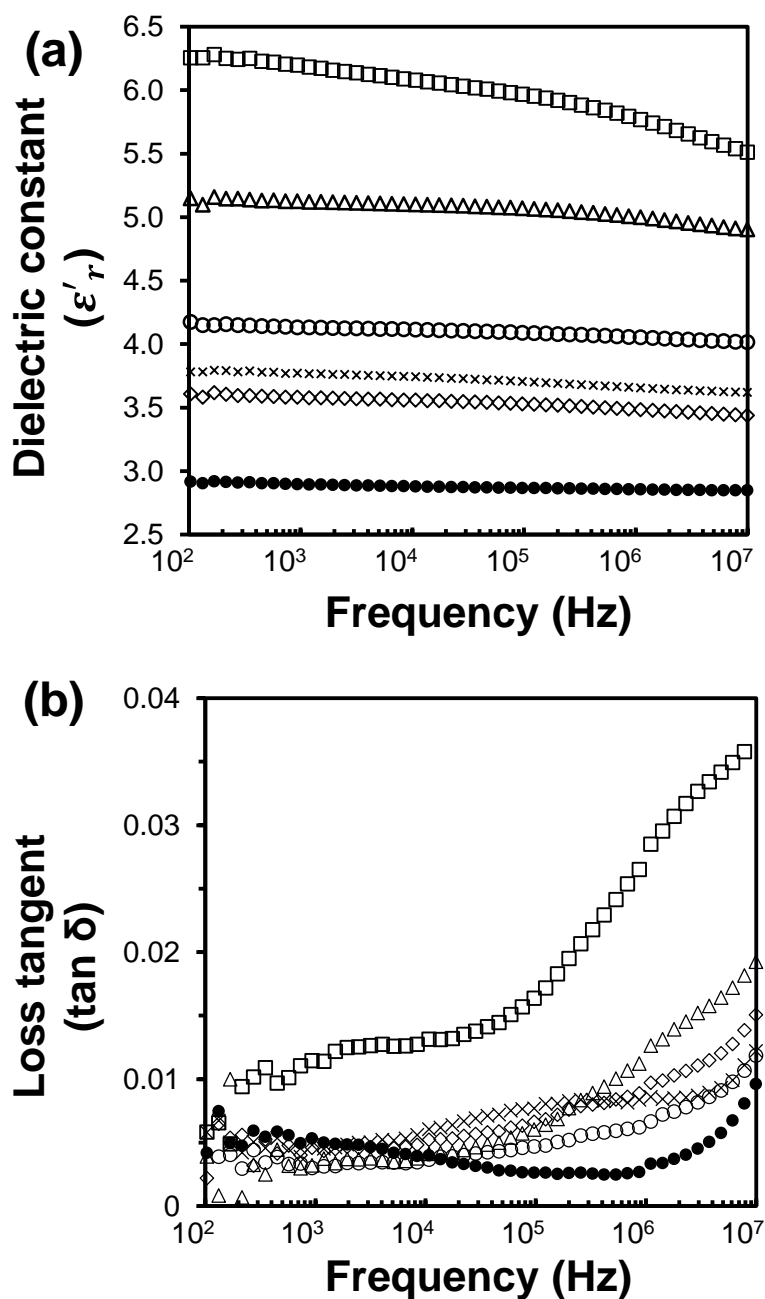 (a)
6.5
6.0
5.5
5.0
4.5
4.0
3.5
3.0
2.5
Dielectric constant
(ε′r)
10² 10³ 10⁴ 10⁵ 10⁶ 10⁷
Frequency (Hz)
(b)
0.04
0.03
0.02
0.01
0
Loss tangent
(tan δ)
10² 10³ 10⁴ 10⁵ 10⁶ 10⁷
Frequency (Hz)